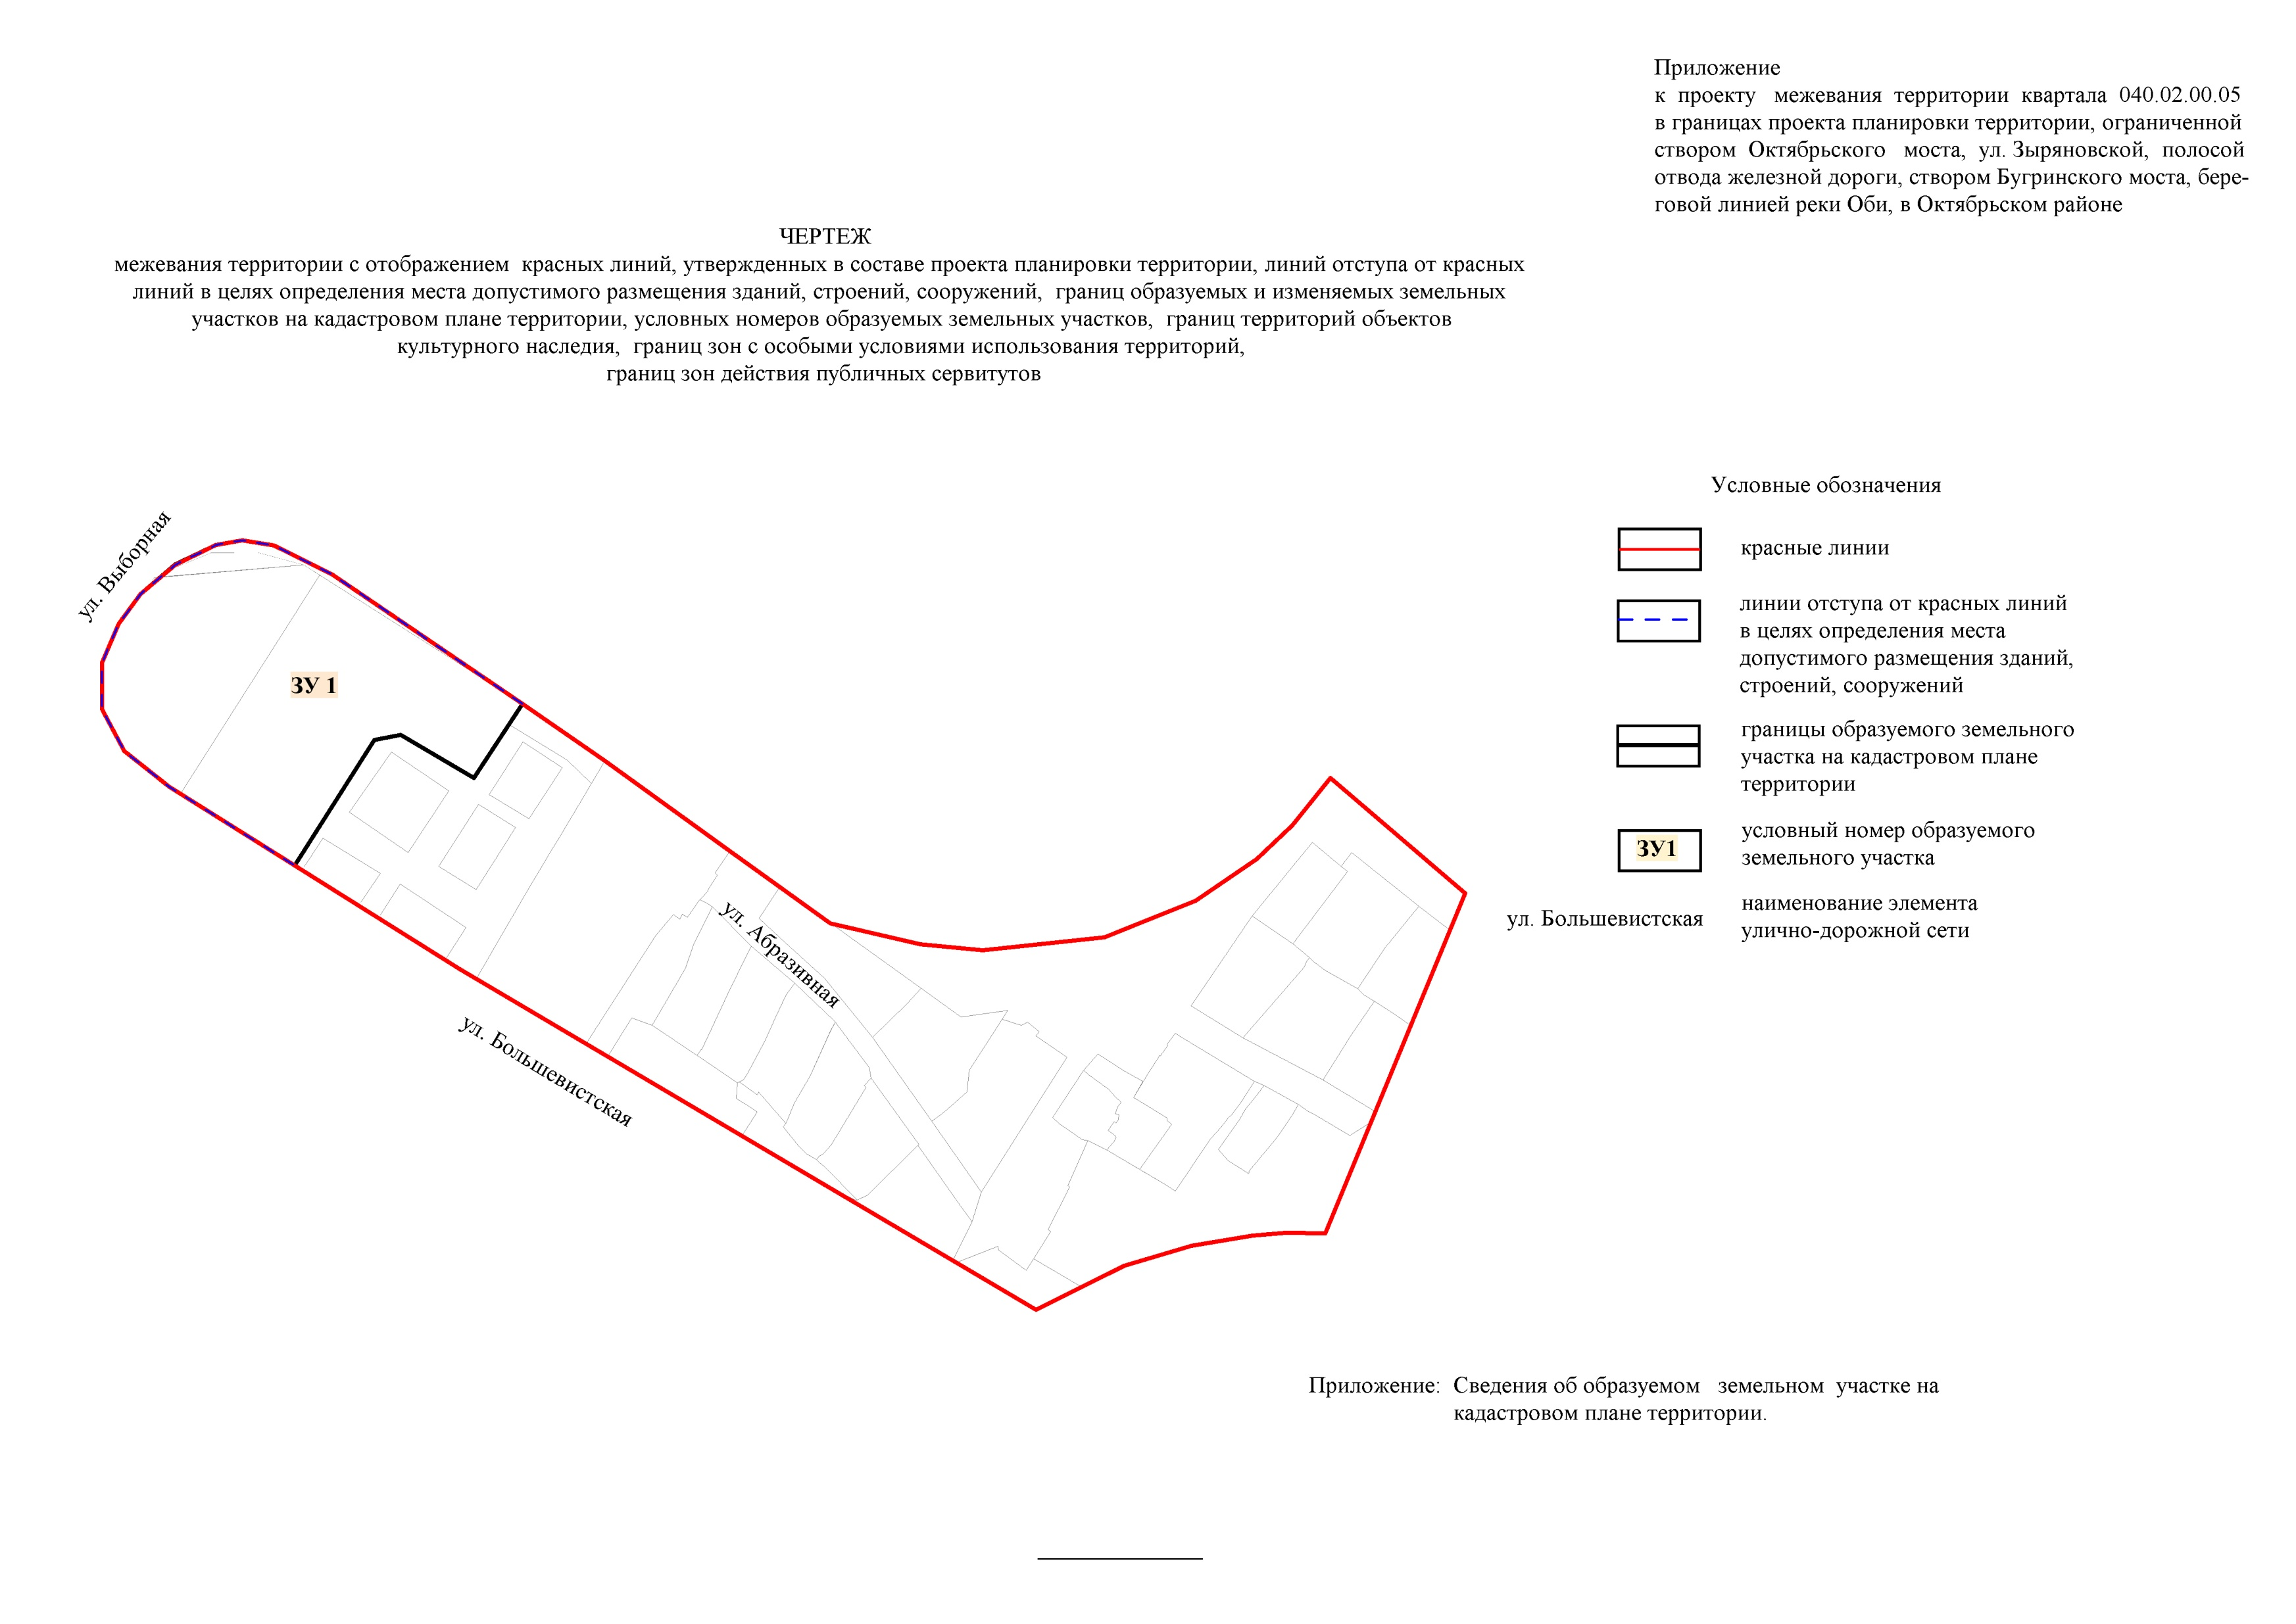 Приложение
к проекту межевания территории квартала 040.02.00.05
в границах проекта планировки территории, ограниченной
створом Октябрьского моста, ул. Зыряновской, полосой
отвода железной дороги, створом Бугринского моста, бере-
говой линией реки Оби, в Октябрьском районе
ЧЕРТЕЖ
межевания территории с отображением красных линий, утвержденных в составе проекта планировки территории, линий отступа от красных
линий в целях определения места допустимого размещения зданий, строений, сооружений, границ образуемых и изменяемых земельных
участков на кадастровом плане территории, условных номеров образуемых земельных участков, границ территорий объектов
культурного наследия, границ зон с особыми условиями использования территорий,
границ зон действия публичных сервитутов
ул. Выборная
ЗУ 1
ул. Абразивная
ул. Большевистская
Условные обозначения
красные линии
линии отступа от красных линий
в целях определения места
допустимого размещения зданий,
строений, сооружений
границы образуемого земельного
участка на кадастровом плане
территории
ЗУ1
условный номер образуемого
земельного участка
ул. Большевистская
наименование элемента
улично-дорожной сети
Приложение: Сведения об образуемом земельном участке на
кадастровом плане территории.